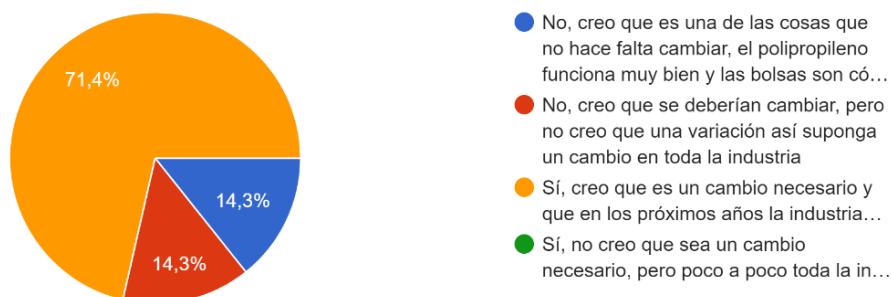 71,4%
14,3%
14,3%
No, creo que es una de las cosas que
no hace falta cambiar, el polipropileno
funciona muy bien y las bolsas son có…
No, creo que se deberían cambiar, pero
no creo que una variación así suponga
un cambio en toda la industria
Sí, creo que es un cambio necesario y
que en los próximos años la industria…
Sí, no creo que sea un cambio
necesario, pero poco a poco toda la in…